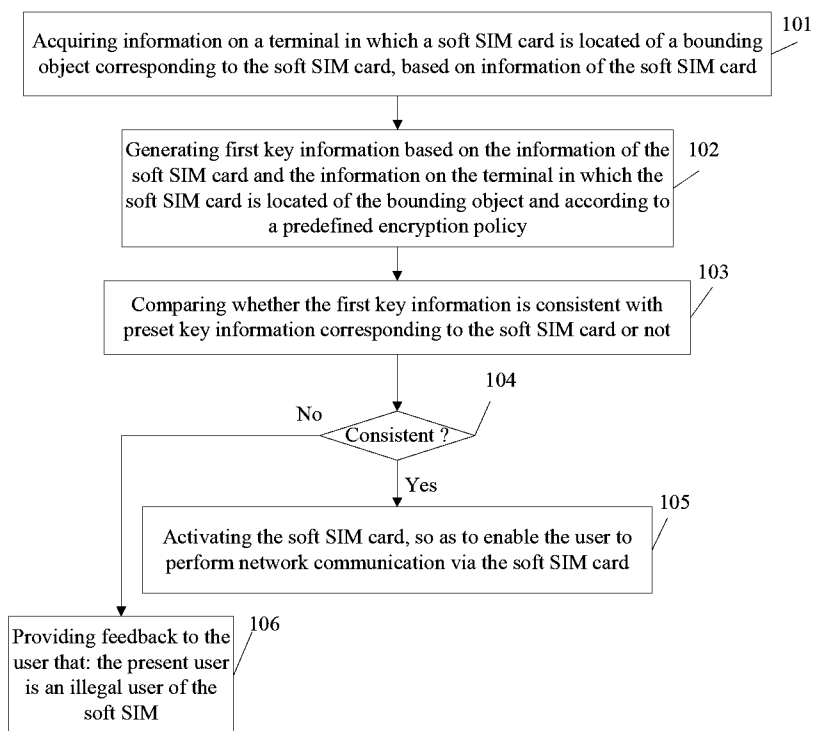 Acquiring information on a terminal in which a soft SIM card is located of a bounding
object corresponding to the soft SIM card, based on information of the soft SIM card
101
Generating first key information based on the information of the
soft SIM card and the information on the terminal in which the
soft SIM card is located of the bounding object and according to
a predefined encryption policy
102
Comparing whether the first key information is consistent with
preset key information corresponding to the soft SIM card or not
103
104
No
Consistent ?
Yes
Activating the soft SIM card, so as to enable the user to
perform network communication via the soft SIM card
105
Providing feedback to the
user that: the present user
is an illegal user of the
soft SIM
106